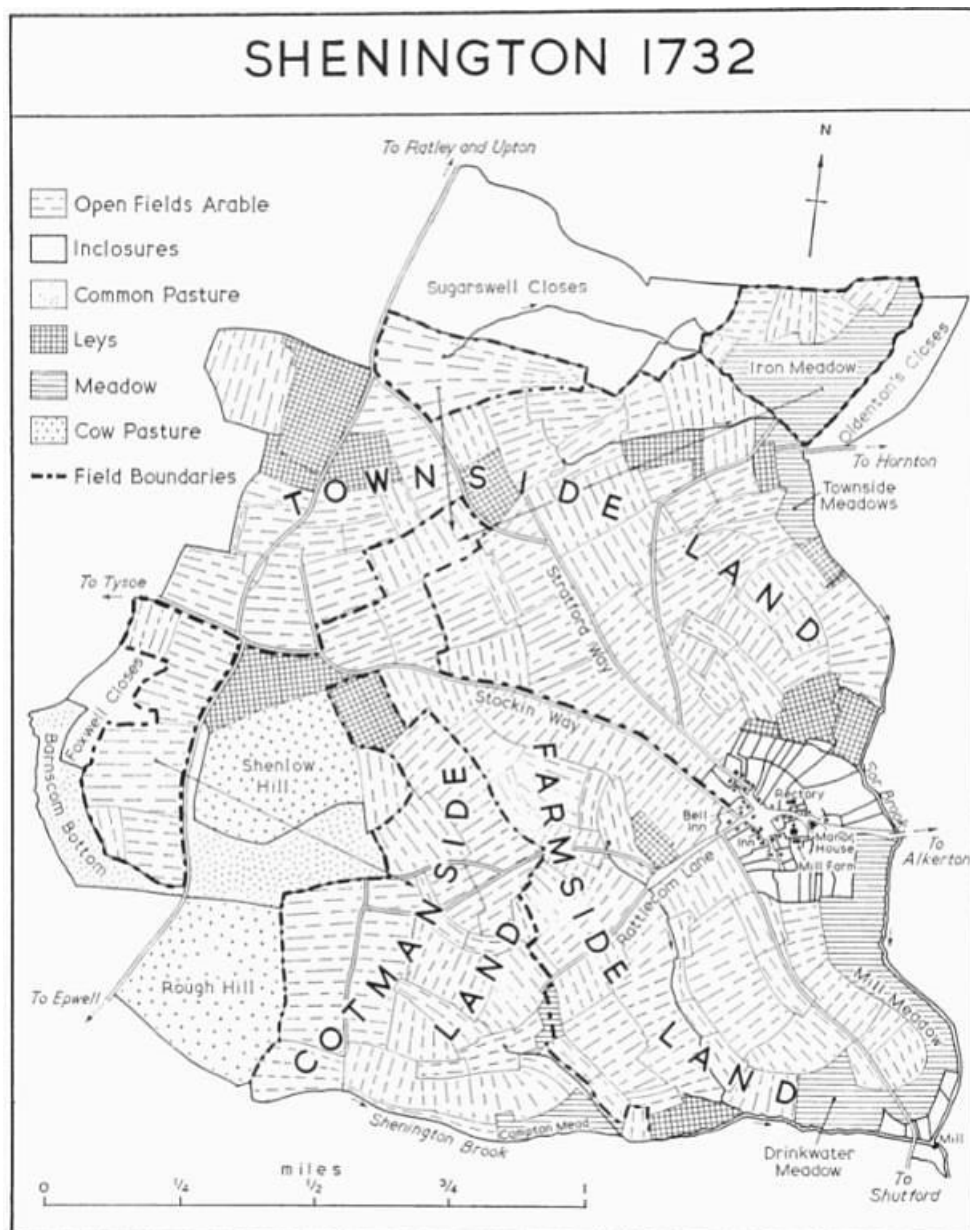 SHENINGTON 1732
N
To Ratley and Upton
Open Fields Arable
Inclosures
Common Pasture
Leys
Meadow
Cow Pasture
Field Boundaries
Sugarswell Closes
Iron Meadow
Oldenton's Closes
To Hornton
Townside
Meadows
TOWNSIDE
LAND
To Tysoe
Stratford Way
Foxwell Closes
Barnscom Bottom
Stockin Way
Shenlow
Hill
COTMANSIDE
LAND
FARMSIDE
LAND
Sor Brook
Rectory
Bell
Inn
Inn
Manor
House
Mill Farm
To
Alkerton
Rattlecom Lane
Rough Hill
To Epwell
Mill Meadow
Shenington
Brook
Compton Mead
Mill
Drinkwater
Meadow
To
Shutford
miles
0 1/4 1/2 3/4 1